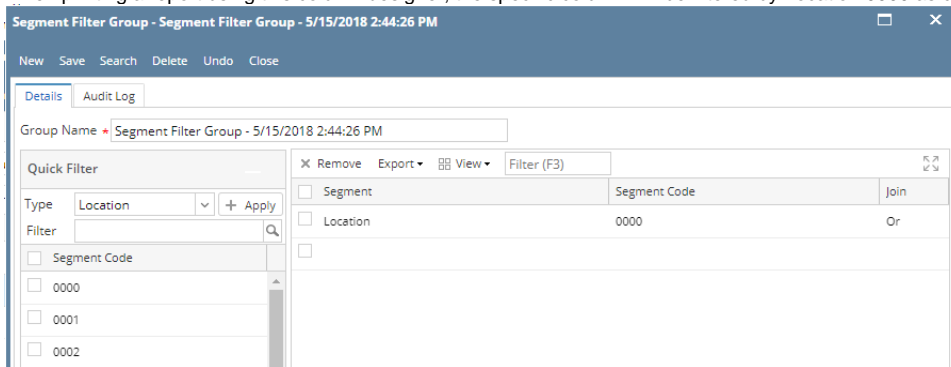 Segment Filter Group - Segment Filter Group - 5/15/2018 2:44:26 PM
New Save Search Delete Undo Close
Details Audit Log
Group Name * Segment Filter Group - 5/15/2018 2:44:26 PM
Quick Filter
Type Location + Apply
Filter
Segment Code
0000
0001
0002
Remove Export View Filter (F3)
Segment Segment Code Join
Location 0000 Or